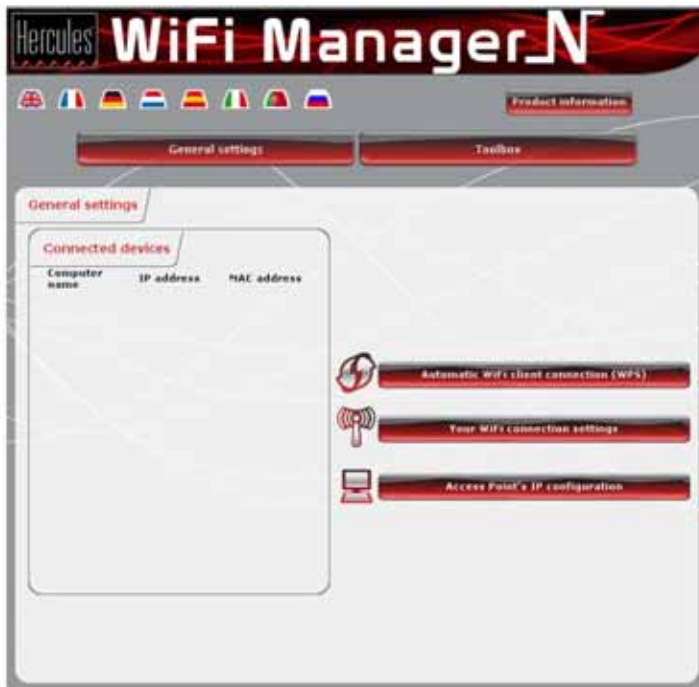 Hercules WiFi Manager N
Product information
General settings Toolbox
General settings
Connected devices
Computer name IP address MAC address
Automatic WiFi client connection (WPS)
Your WiFi connection settings
Access Point's IP configuration